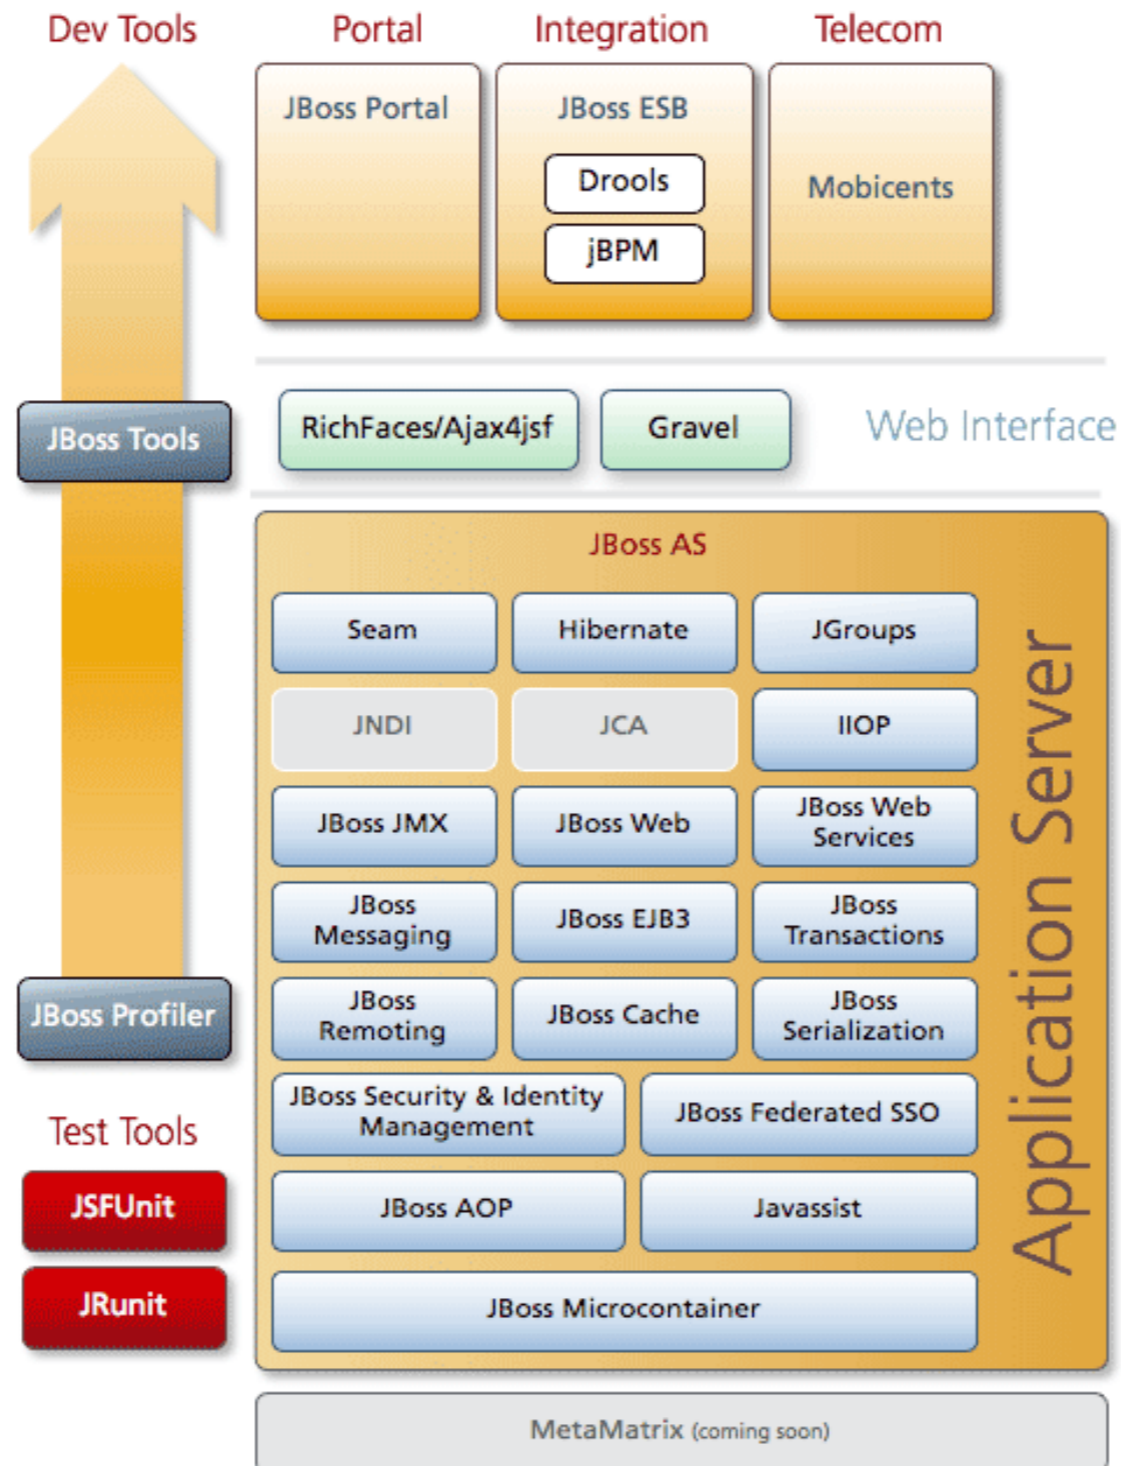 Dev Tools
Portal
Integration
Telecom
JBoss Portal
JBoss ESB
Drools
jBPM
Mobicents
JBoss Tools
RichFaces/Ajax4jsf
Gravel
Web Interface
JBoss AS
Seam
Hibernate
JGroups
JNDI
JCA
IIOP
JBoss JMX
JBoss Web
JBoss Web
Services
JBoss
Messaging
JBoss EJB3
JBoss
Transactions
JBoss Profiler
JBoss
Remoting
JBoss Cache
JBoss
Serialization
JBoss Security & Identity
Management
JBoss Federated SSO
Test Tools
JSFUnit
JBoss AOP
Javassist
JRunit
JBoss Microcontainer
Application Server
MetaMatrix (coming soon)